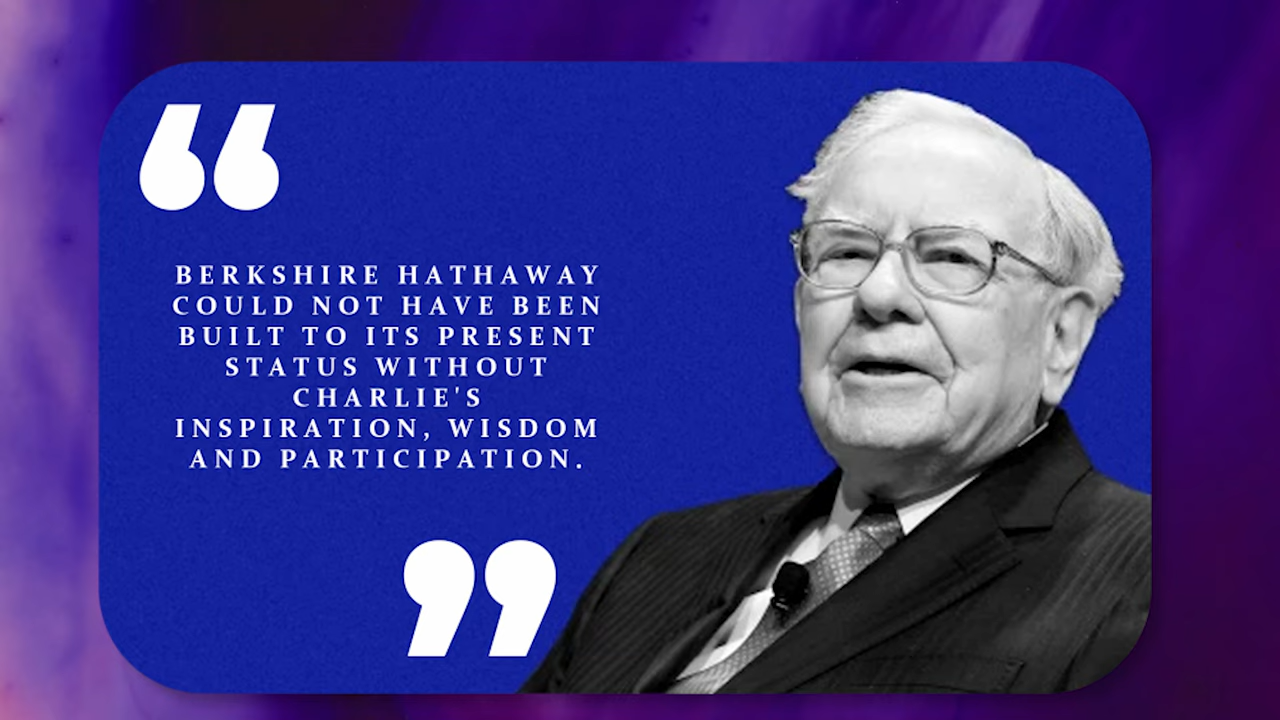 “
BERKSHIRE HATHAWAY
COULD NOT HAVE BEEN
BUILT TO ITS PRESENT
STATUS WITHOUT
CHARLIE'S
INSPIRATION, WISDOM
AND PARTICIPATION.
”